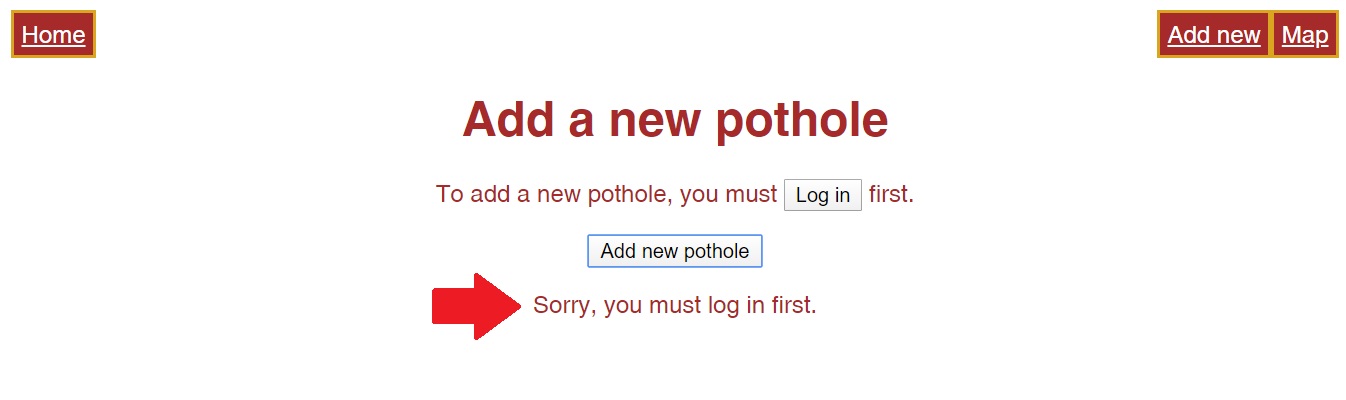 Home Add new Map
Add a new pothole
To add a new pothole, you must Log in first.
Add new pothole
Sorry, you must log in first.